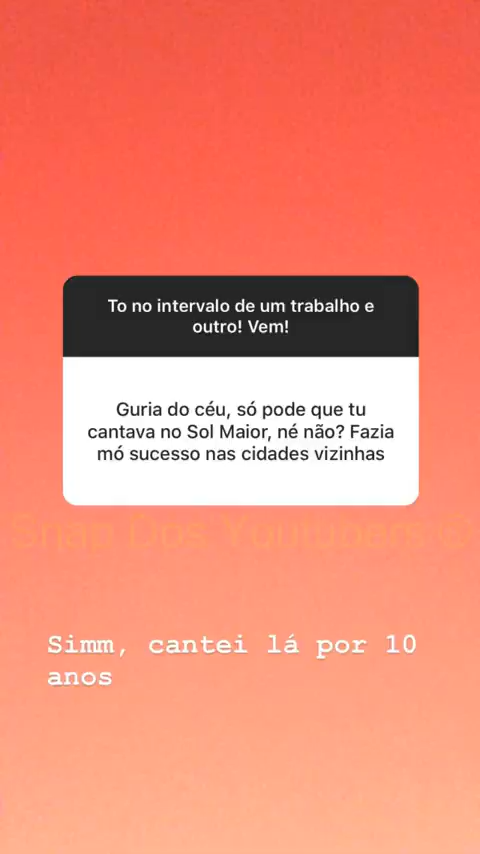 To no intervalo de um trabalho e
outro! Vem!
Guria do céu, só pode que tu
cantava no Sol Maior, né não? Fazia
mó sucesso nas cidades vizinhas
Snap Dos Youtubers ©
Simm, cantei lá por 10
anos